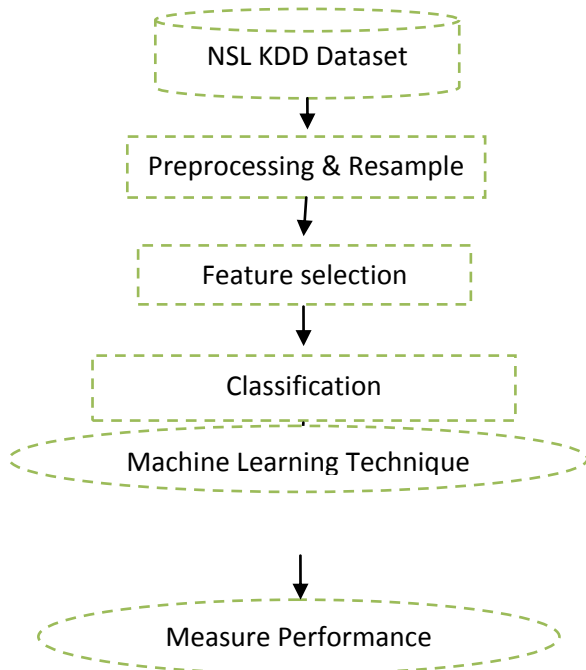 NSL KDD Dataset
Preprocessing & Resample
Feature selection
Classification
Machine Learning Technique
Measure Performance